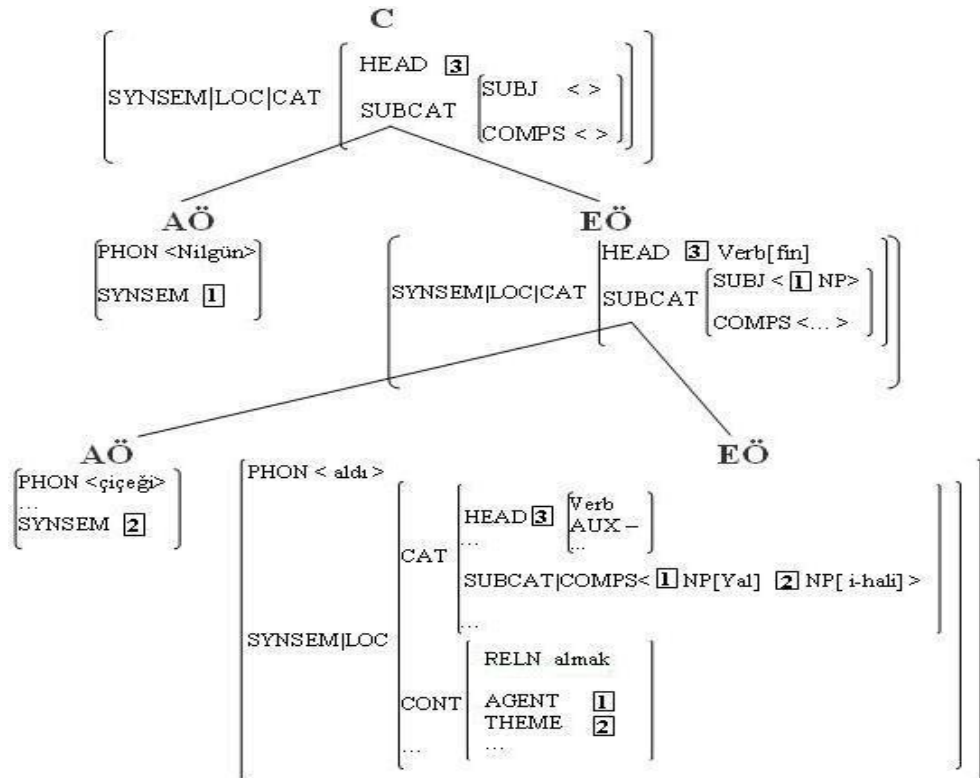 C
HEAD 3
SYNSEM|LOC|CAT
SUBJ < >
SUBCAT
COMPS < >
AÖ
EÖ
PHON <Nilgün>
SYNSEM 1
HEAD 3 Verb[fin]
SYNSEM|LOC|CAT
SUBJ < 1 NP>
SUBCAT
COMPS <... >
AÖ
EÖ
PHON <çiçeği>
...
SYNSEM 2
PHON < aldı >
HEAD 3
Verb
AUX –
...
...
CAT
SUBCAT|COMPS< 1 NP[Yal] 2 NP[ i-hali] >
...
SYNSEM|LOC
RELN almak
CONT
AGENT 1
THEME 2
...
...